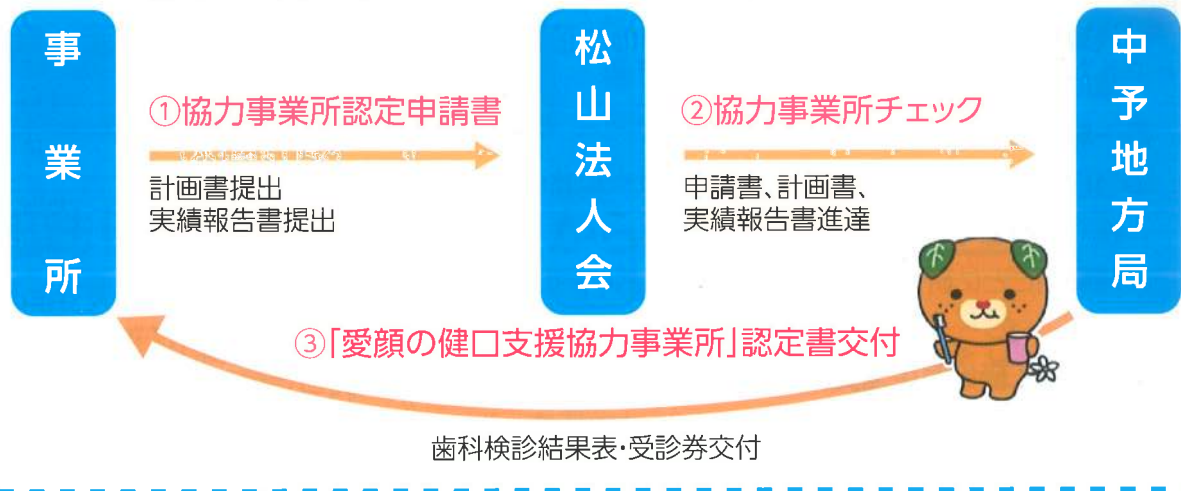 事業所
①協力事業所認定申請書
計画書提出
実績報告書提出
松山法人会
②協力事業所チェック
申請書、計画書、
実績報告書進達
中予地方局
③「愛顔の健口支援協力事業所」認定書交付
歯科検診結果表・受診券交付